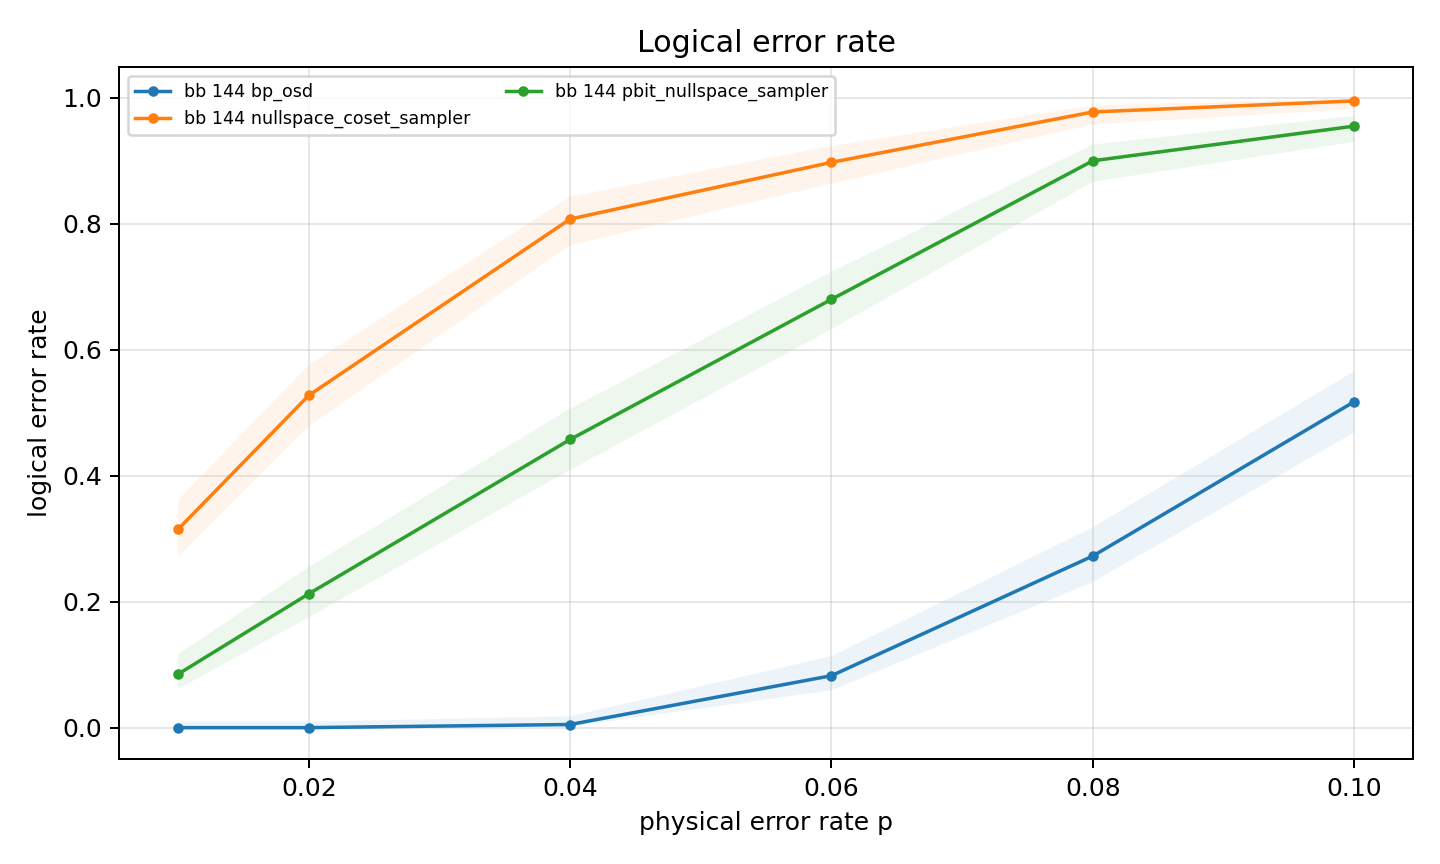 Logical error rate
bb 144 bp_osd
bb 144 nullspace_coset_sampler
bb 144 pbit_nullspace_sampler
logical error rate
1.0
0.8
0.6
0.4
0.2
0.0
0.02 0.04 0.06 0.08 0.10
physical error rate p